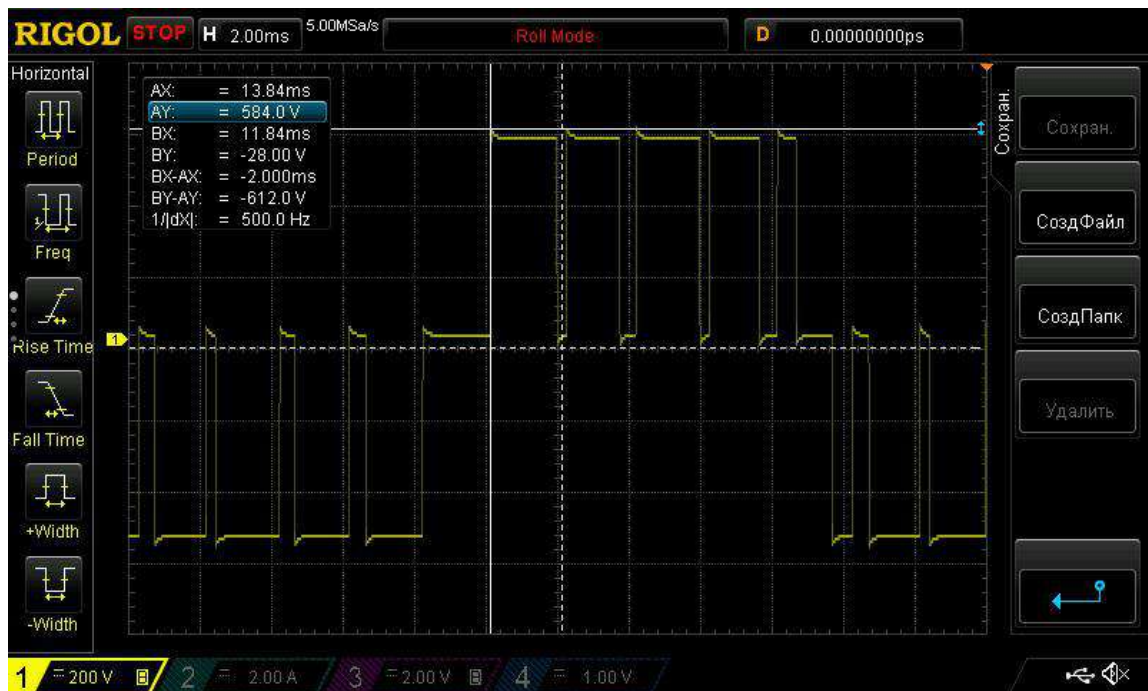 RIGOL STOP H 2.00ms 5.00MSa/s Roll Mode D 0.00000000ps
Horizontal
Period
Freq
Rise Time
Fall Time
+Width
-Width
AX: = 13.84ms
AY: = 584.0 V
BX: = 11.84ms
BY: = -28.00 V
BX-AX: = -2.000ms
BY-AY: = -612.0 V
1/|dX|: = 500.0 Hz
1
Сохран.
Сохран.
СоздФайл
СоздПапк
Удалить
1 = 200 V B 2 = 2.00 A 3 = 2.00 V B 4 = 1.00 V